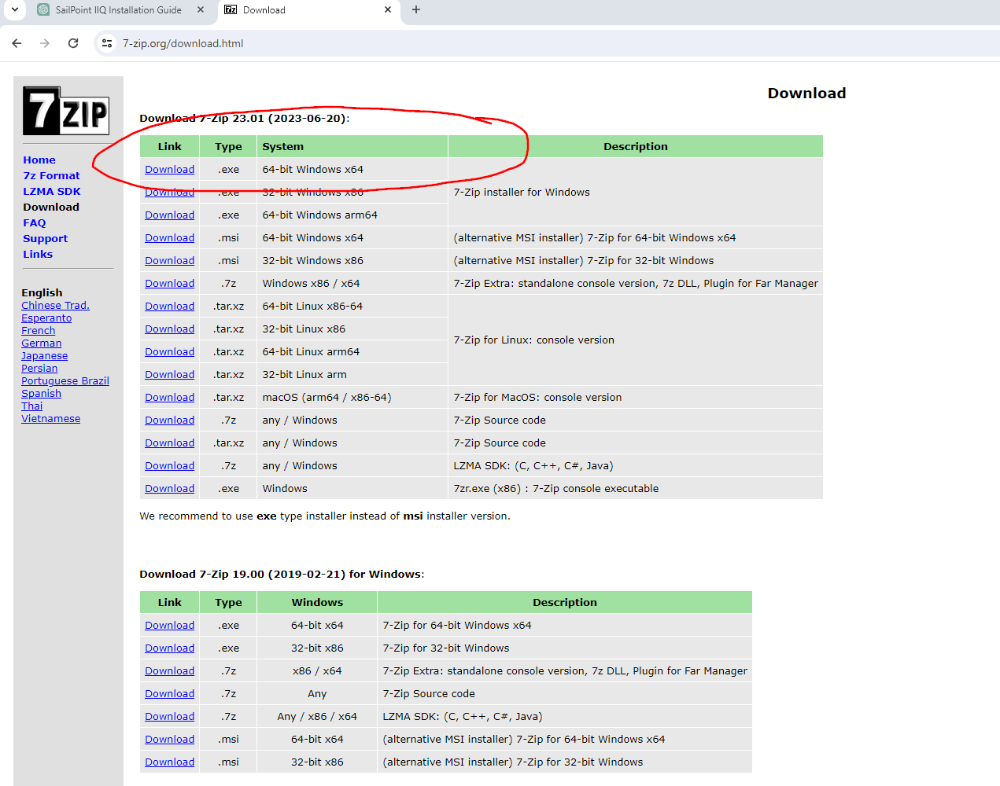 SailPoint IIQ Installation Guide
7z Download
7-zip.org/download.html
7ZIP
Home
7z Format
LZMA SDK
Download
FAQ
Support
Links
English
Chinese Trad.
Esperanto
French
German
Japanese
Persian
Portuguese Brazil
Spanish
Thai
Vietnamese
Download
Download 7-Zip 23.01 (2023-06-20):
Link Type System Description
Download .exe 64-bit Windows x64
Download .exe 32-bit Windows x86 7-Zip installer for Windows
Download .exe 64-bit Windows arm64
Download .msi 64-bit Windows x64 (alternative MSI installer) 7-Zip for 64-bit Windows x64
Download .msi 32-bit Windows x86 (alternative MSI installer) 7-Zip for 32-bit Windows
Download .7z Windows x86 / x64 7-Zip Extra: standalone console version, 7z DLL, Plugin for Far Manager
Download .tar.xz 64-bit Linux x86-64
Download .tar.xz 32-bit Linux x86
7-Zip for Linux: console version
Download .tar.xz 64-bit Linux arm64
Download .tar.xz 32-bit Linux arm
Download .tar.xz macOS (arm64 / x86-64) 7-Zip for MacOS: console version
Download .7z any / Windows 7-Zip Source code
Download .tar.xz any / Windows 7-Zip Source code
Download .7z any / Windows LZMA SDK: (C, C++, C#, Java)
Download .exe Windows 7zr.exe (x86) : 7-Zip console executable
We recommend to use exe type installer instead of msi installer version.
Download 7-Zip 19.00 (2019-02-21) for Windows:
Link Type Windows Description
Download .exe 64-bit x64 7-Zip for 64-bit Windows x64
Download .exe 32-bit x86 7-Zip for 32-bit Windows
Download .7z x86 / x64 7-Zip Extra: standalone console version, 7z DLL, Plugin for Far Manager
Download .7z Any 7-Zip Source code
Download .7z Any / x86 / x64 LZMA SDK: (C, C++, C#, Java)
Download .msi 64-bit x64 (alternative MSI installer) 7-Zip for 64-bit Windows x64
Download .msi 32-bit x86 (alternative MSI installer) 7-Zip for 32-bit Windows